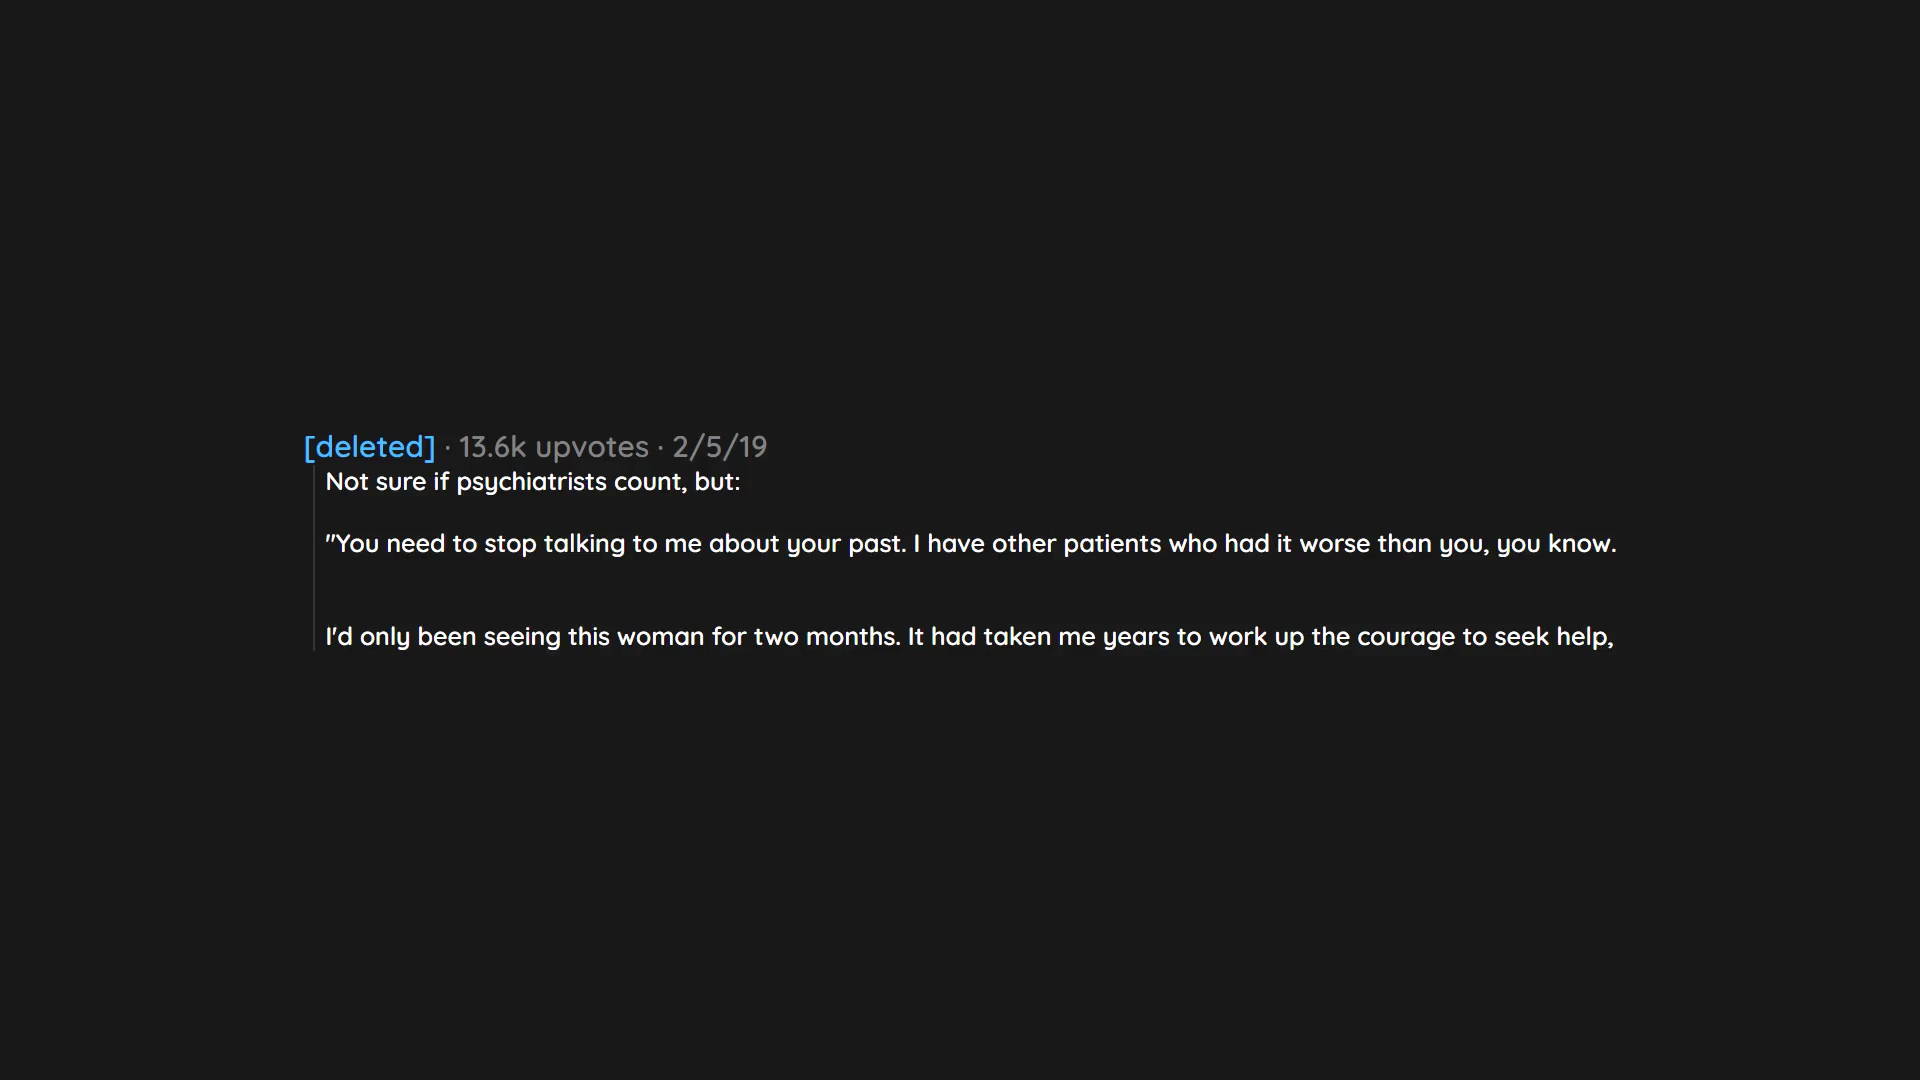 [deleted] · 13.6k upvotes · 2/5/19
Not sure if psychiatrists count, but:
"You need to stop talking to me about your past. I have other patients who had it worse than you, you know.
I'd only been seeing this woman for two months. It had taken me years to work up the courage to seek help,